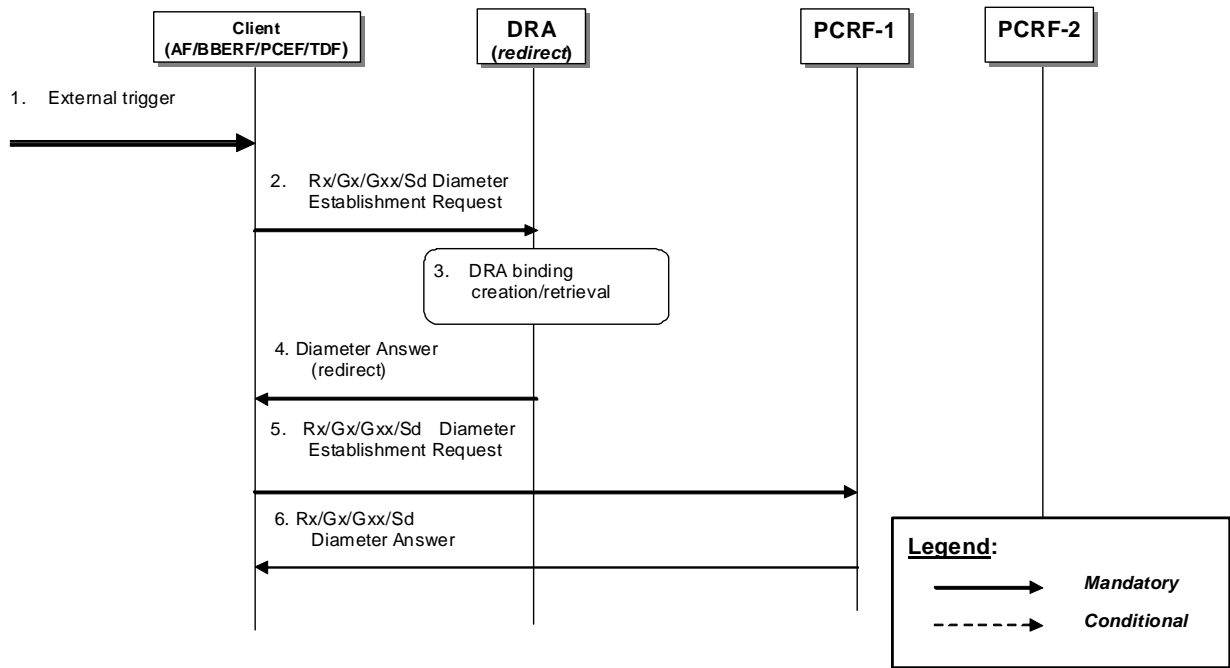 Client
(AF/BBERF/PCEF/TDF)
DRA
(redirect)
PCRF-1
PCRF-2
1. External trigger
2. Rx/Gx/Gxx/Sd Diameter
Establishment Request
3. DRA binding
creation/retrieval
4. Diameter Answer
(redirect)
5. Rx/Gx/Gxx/Sd Diameter
Establishment Request
6. Rx/Gx/Gxx/Sd
Diameter Answer
Legend:
Mandatory
Conditional